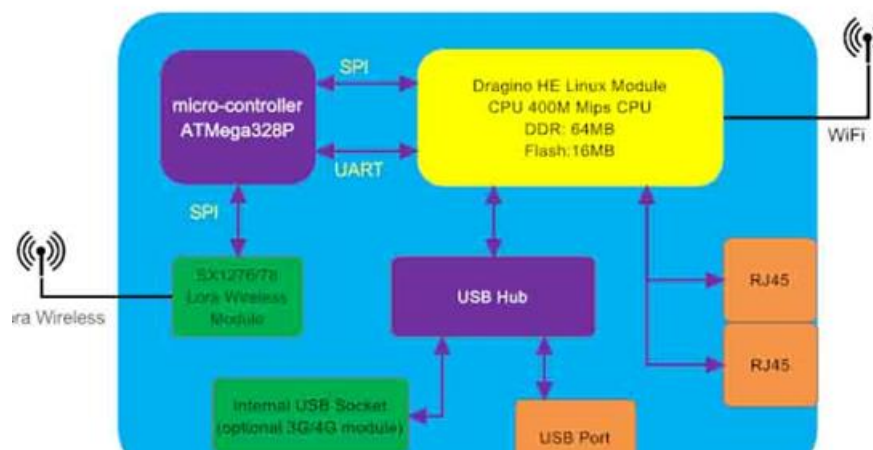 SPI
micro-controller
ATMega328P
Dragino HE Linux Module
CPU 400M Mips CPU
DDR: 64MB
Flash:16MB
WiFi
UART
SPI
SX1276/78
Lora Wireless
Module
ra Wireless
USB Hub
RJ45
RJ45
Internal USB Socket
(optional 3G/4G module)
USB Port